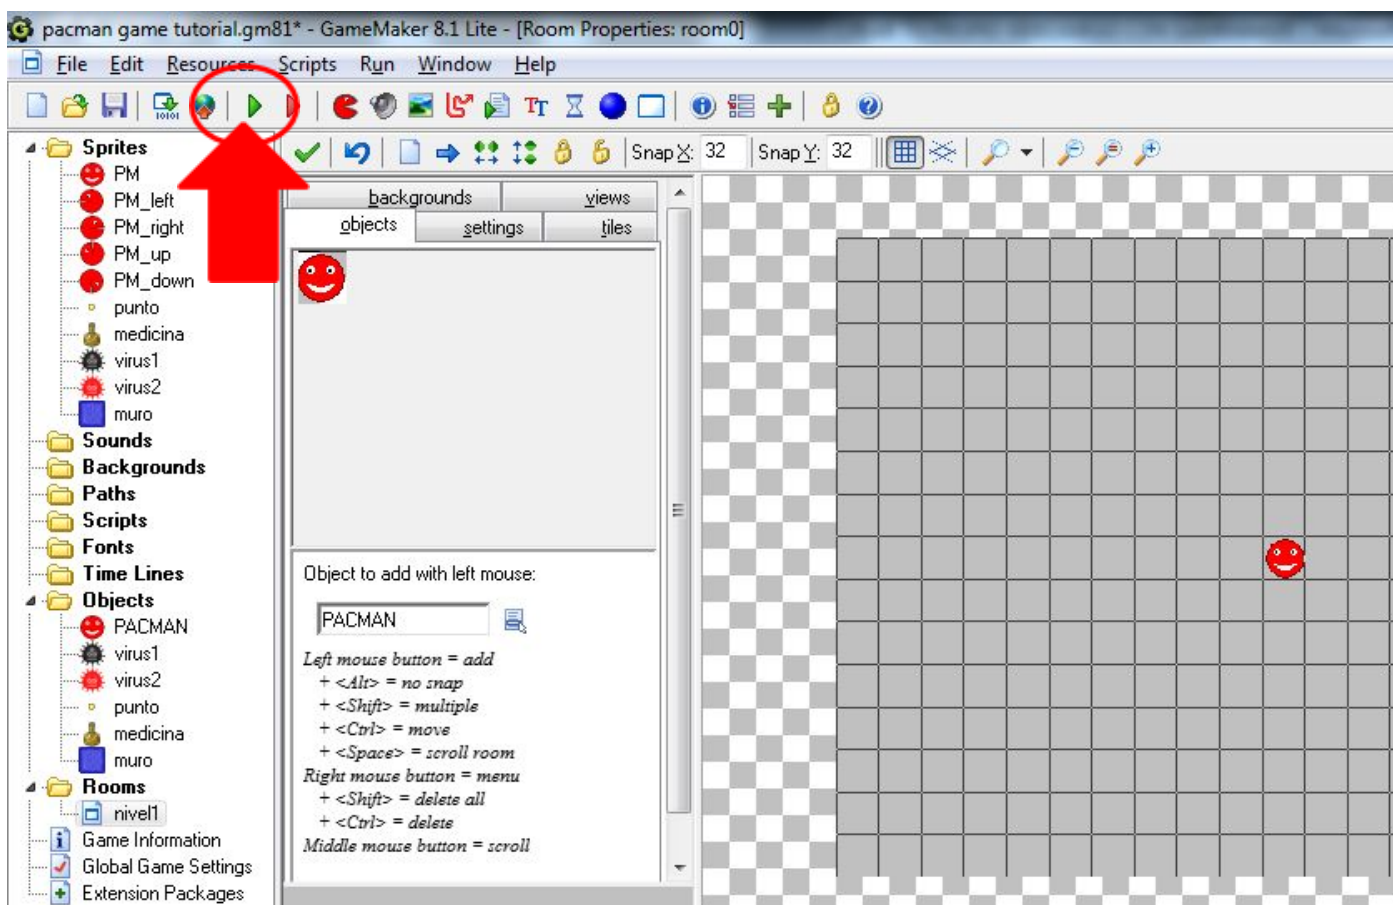 pacman game tutorial.gm81* - GameMaker 8.1 Lite - [Room Properties: room0]
File Edit Resources Scripts Run Window Help
Snap X: 32 Snap Y: 32
Sprites
PM
PM_left
PM_right
PM_up
PM_down
punto
medicina
virus1
virus2
muro
Sounds
Backgrounds
Paths
Scripts
Fonts
Time Lines
Objects
PACMAN
virus1
virus2
punto
medicina
muro
Rooms
nivel1
Game Information
Global Game Settings
Extension Packages
backgrounds views
objects settings tiles
Object to add with left mouse:
PACMAN
Left mouse button = add
+ <Alt> = no snap
+ <Shift> = multiple
+ <Ctrl> = move
+ <Space> = scroll room
Right mouse button = menu
+ <Shift> = delete all
+ <Ctrl> = delete
Middle mouse button = scroll